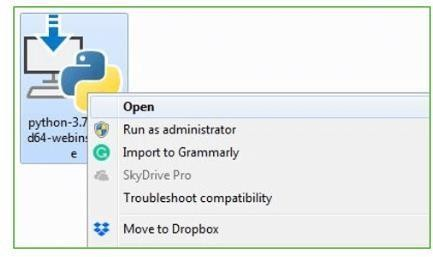 python-3.7
d64-webins
e
Open
Run as administrator
Import to Grammarly
SkyDrive Pro
Troubleshoot compatibility
Move to Dropbox